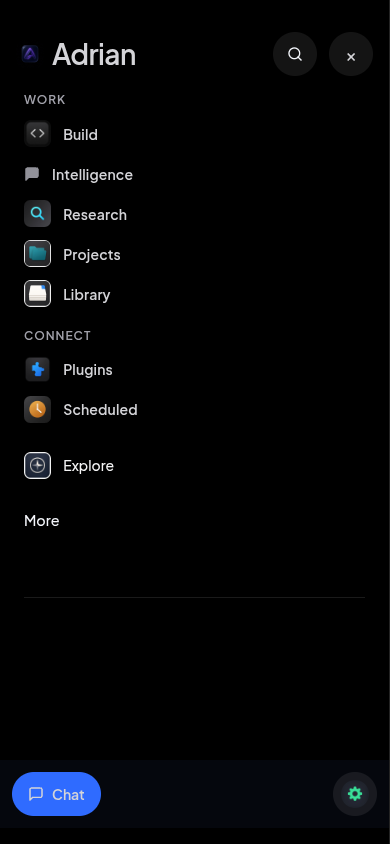 Adrian
WORK
Build
Intelligence
Research
Projects
Library
CONNECT
Plugins
Scheduled
Explore
More
Chat